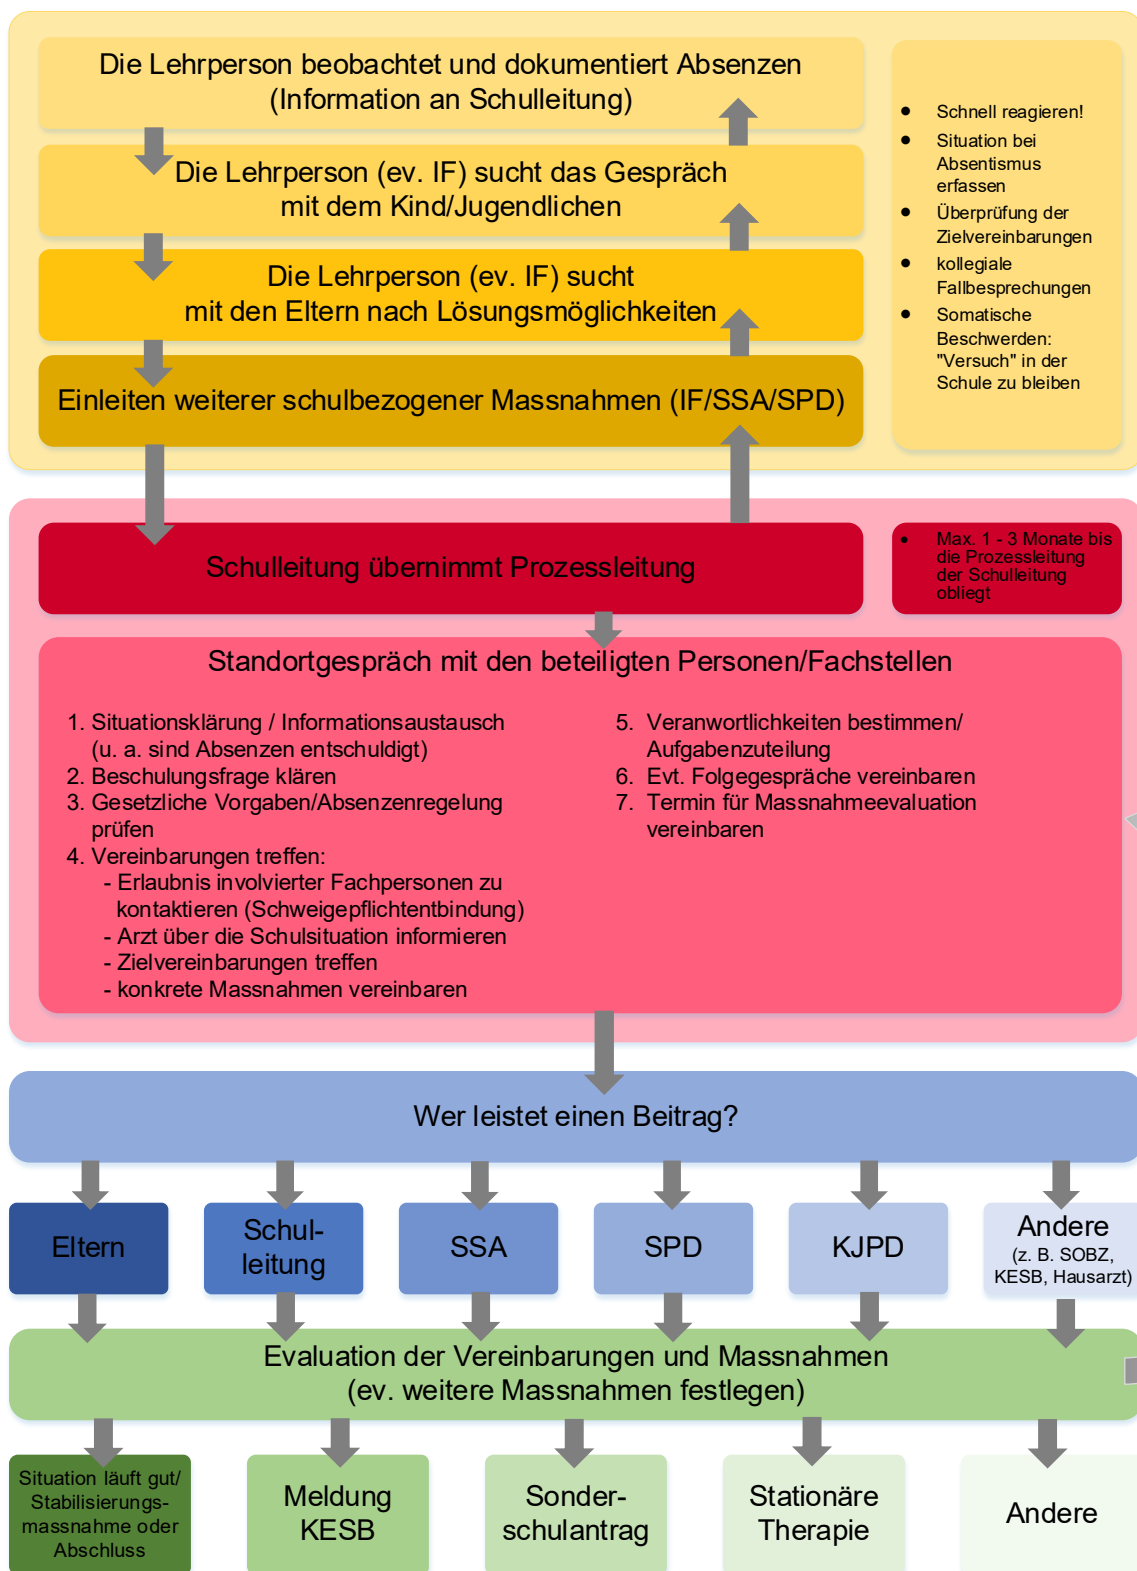 Die Lehrperson beobachtet und dokumentiert Absenzen
(Information an Schulleitung)
Die Lehrperson (ev. IF) sucht das Gespräch
mit dem Kind/Jugendlichen
Die Lehrperson (ev. IF) sucht
mit den Eltern nach Lösungsmöglichkeiten
Einleiten weiterer schulbezogener Massnahmen (IF/SSA/SPD)
• Schnell reagieren!
• Situation bei
Absentismus
erfassen
• Überprüfung der
Zielvereinbarungen
• kollegiale
Fallbesprechungen
• Somatische
Beschwerden:
"Versuch" in der
Schule zu bleiben
Schulleitung übernimmt Prozessleitung
• Max. 1 - 3 Monate bis
die Prozessleitung
der Schulleitung
obliegt
Standortgespräch mit den beteiligten Personen/Fachstellen
1. Situationsklärung / Informationsaustausch
(u. a. sind Absenzen entschuldigt)
2. Beschulungsfrage klären
3. Gesetzliche Vorgaben/Absenzenregelung
prüfen
4. Vereinbarungen treffen:
- Erlaubnis involvierter Fachpersonen zu
kontaktieren (Schweigepflichtentbindung)
- Arzt über die Schulsituation informieren
- Zielvereinbarungen treffen
- konkrete Massnahmen vereinbaren
5. Veranwortlichkeiten bestimmen/
Aufgabenzuteilung
6. Evt. Folgegespräche vereinbaren
7. Termin für Massnahmeevaluation
vereinbaren
Wer leistet einen Beitrag?
Eltern
Schul-
leitung
SSA
SPD
KJPD
Andere
(z. B. SOBZ,
KESB, Hausarzt)
Evaluation der Vereinbarungen und Massnahmen
(ev. weitere Massnahmen festlegen)
Situation läuft gut/
Stabilisierungs-
massnahme oder
Abschluss
Meldung
KESB
Sonder-
schulantrag
Stationäre
Therapie
Andere